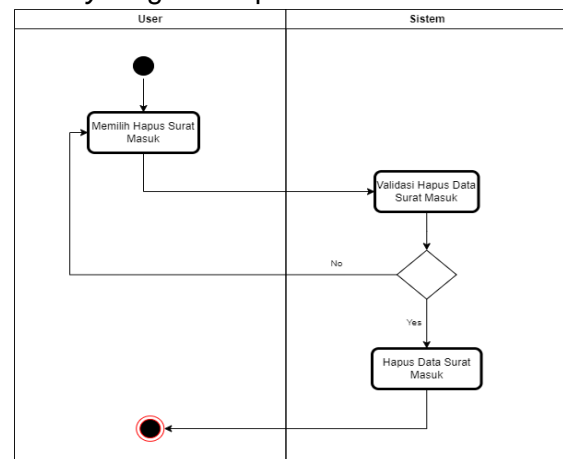 User
Sistem
Memilih Hapus Surat
Masuk
Validasi Hapus Data
Surat Masuk
No
Yes
Hapus Data Surat
Masuk